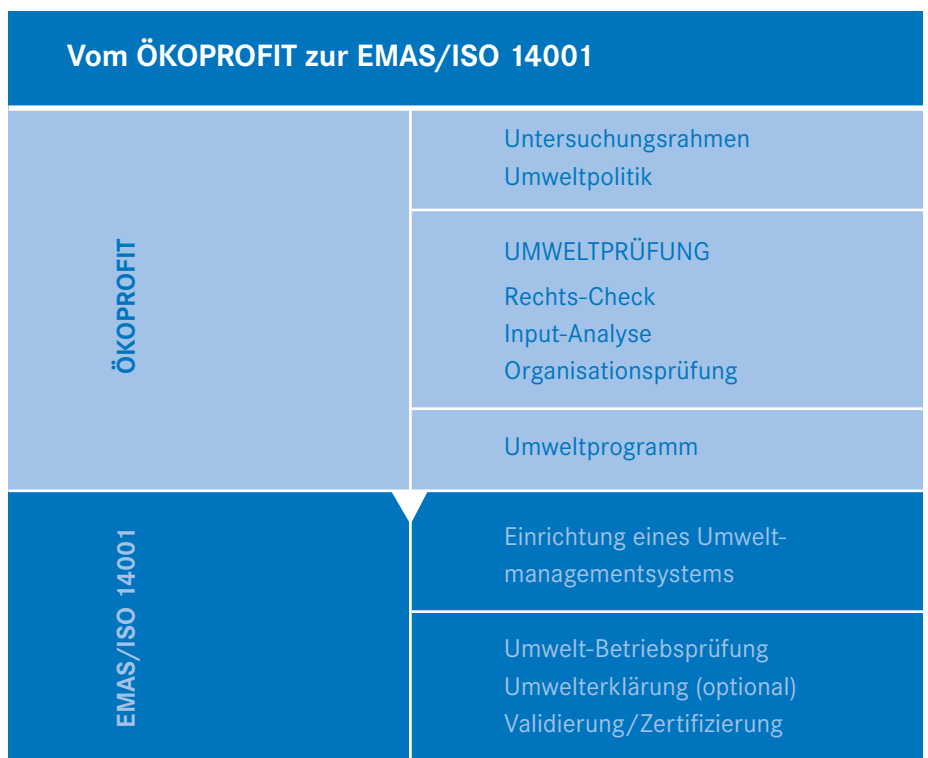 Vom ÖKOPROFIT zur EMAS/ISO 14001
ÖKOPROFIT
Untersuchungsrahmen
Umweltpolitik
UMWELTPRÜFUNG
Rechts-Check
Input-Analyse
Organisationsprüfung
Umweltprogramm
EMAS/ISO 14001
Einrichtung eines Umwelt-
managementsystems
Umwelt-Betriebsprüfung
Umwelterklärung (optional)
Validierung/Zertifizierung